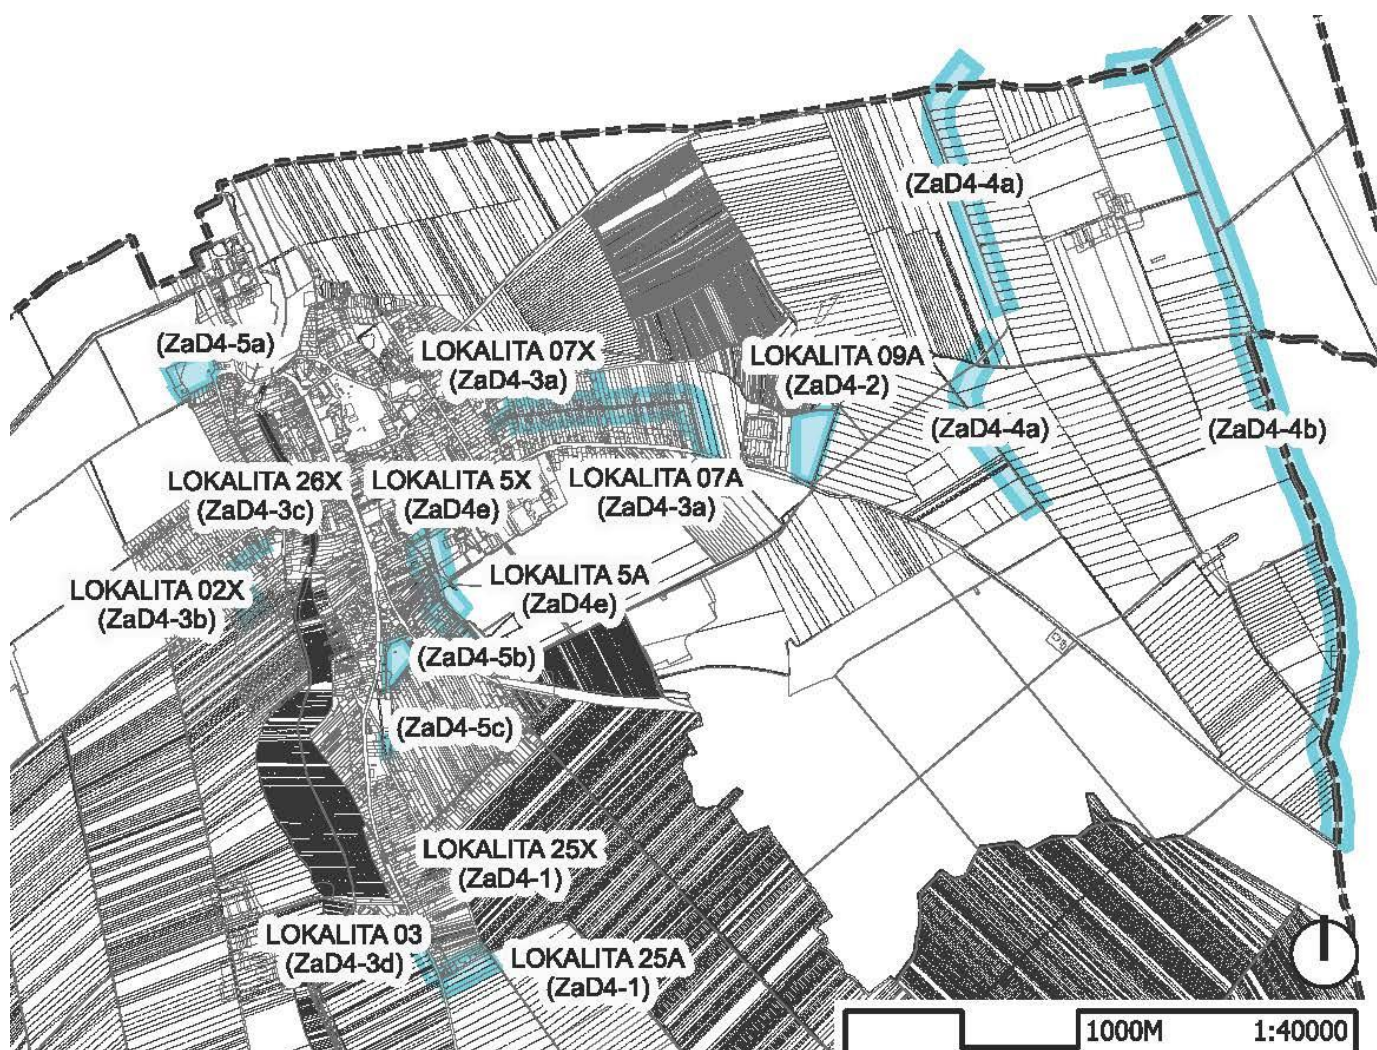 (ZaD4-4a)
(ZaD4-5a)
LOKALITA 07X
(ZaD4-3a)
LOKALITA 09A
(ZaD4-2)
(ZaD4-4a)
(ZaD4-4b)
LOKALITA 26X
(ZaD4-3c)
LOKALITA 5X
(ZaD4e)
LOKALITA 07A
(ZaD4-3a)
LOKALITA 02X
(ZaD4-3b)
LOKALITA 5A
(ZaD4e)
(ZaD4-5b)
(ZaD4-5c)
LOKALITA 25X
(ZaD4-1)
LOKALITA 03
(ZaD4-3d)
LOKALITA 25A
(ZaD4-1)
1000M 1:40000